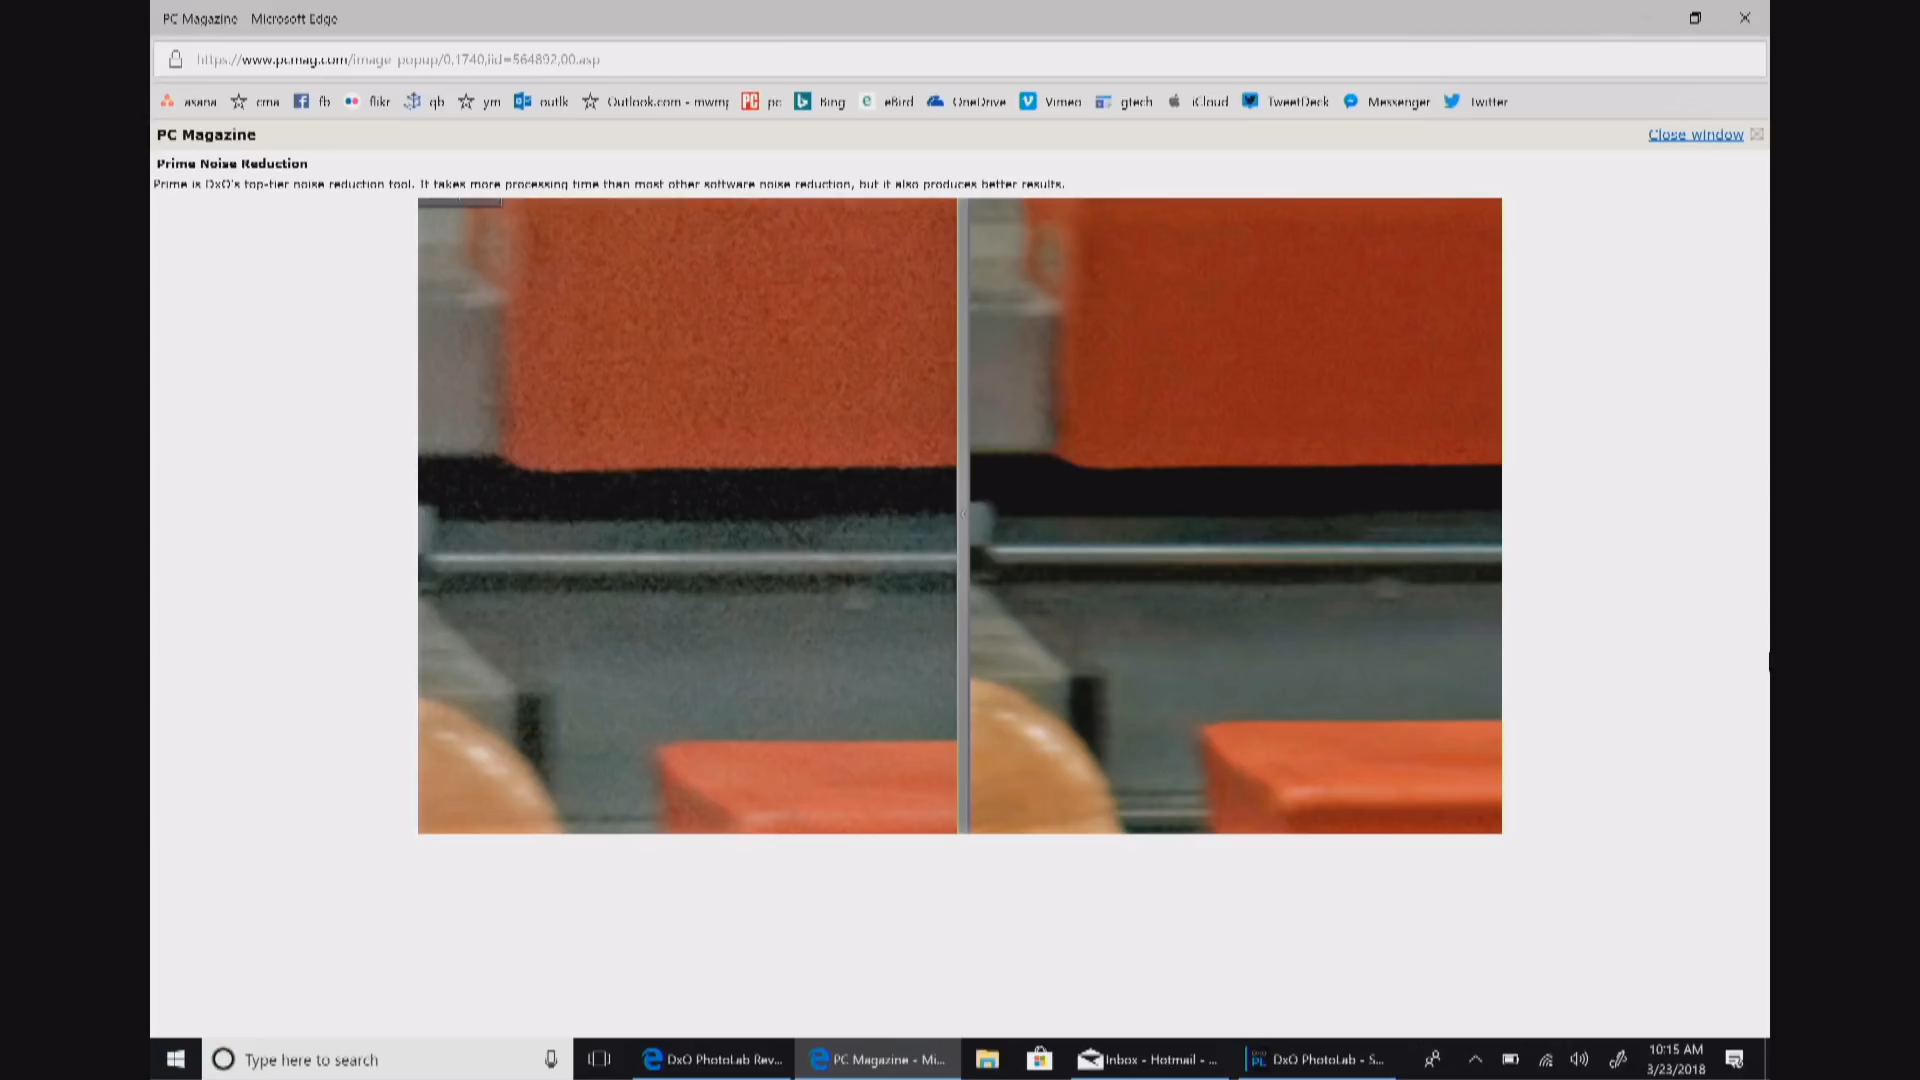 PC Magazine  Microsoft Edge
https://www.pcmag.com/image popup/0,1740,iid=564892,00.asp
asana cma fb flikr qb ym outlk Outlook.com - mwmj pc Bing eBird OneDrive Vimeo gtech iCloud TweetDeck Messenger Twitter
PC Magazine Close window
Prime Noise Reduction
Prime is DxO's top-tier noise reduction tool. It takes more processing time than most other software noise reduction, but it also produces better results.
Type here to search DxO PhotoLab Rev... PC Magazine - Mi... Inbox - Hotmail - ... DxO PhotoLab - S... 10:15 AM
3/23/2018